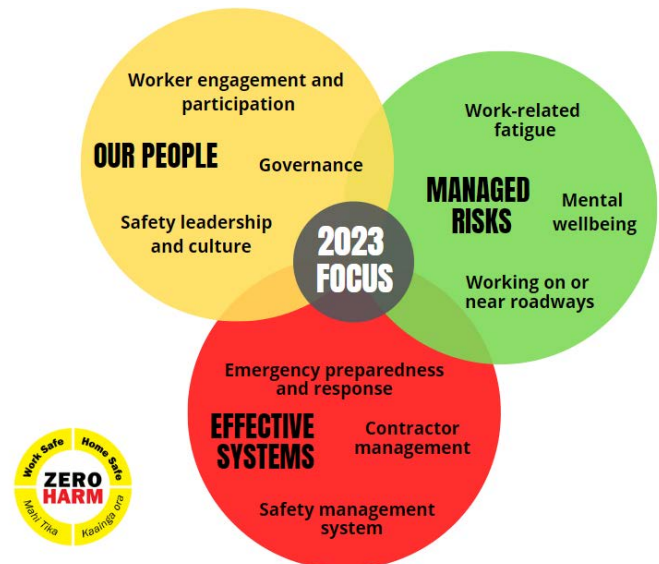 Worker engagement and
participation
OUR PEOPLE
Governance
Safety leadership
and culture
Work-related
fatigue
MANAGED
RISKS
Mental
wellbeing
Working on or
near roadways
2023
FOCUS
Emergency preparedness
and response
EFFECTIVE
SYSTEMS
Contractor
management
Safety management
system
Work Safe
Home Safe
ZERO
HARM
Mahi Tika
Kaainga ora